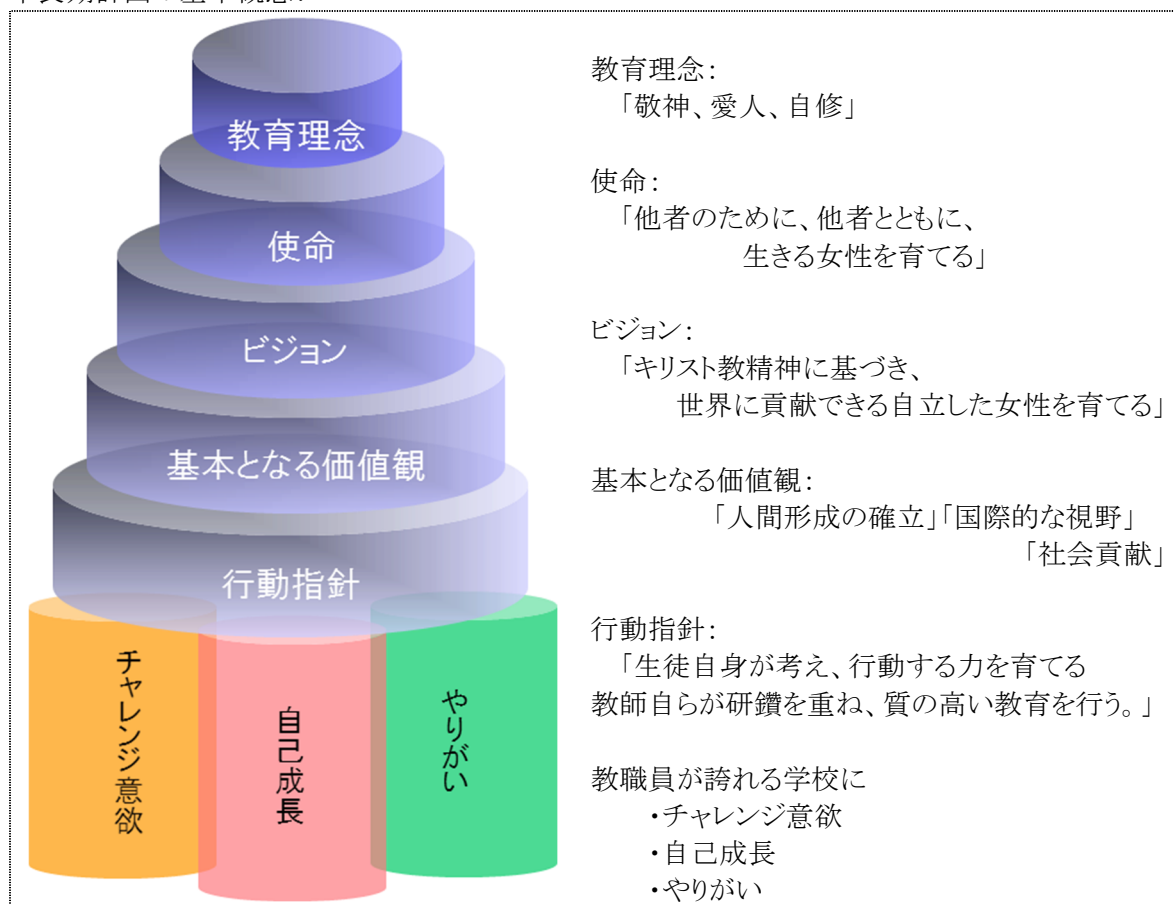 教育理念
使命
ビジョン
基本となる価値観
行動指針
チャレンジ意欲
自己成長
やりがい
教育理念:
「敬神、愛人、自修」
使命:
「他者のために、他者とともに、
生きる女性を育てる」
ビジョン:
「キリスト教精神に基づき、
世界に貢献できる自立した女性を育てる」
基本となる価値観:
「人間形成の確立」「国際的な視野」
「社会貢献」
行動指針:
「生徒自身が考え、行動する力を育てる
教師自らが研鑽を重ね、質の高い教育を行う。」
教職員が誇れる学校に
・チャレンジ意欲
・自己成長
・やりがい